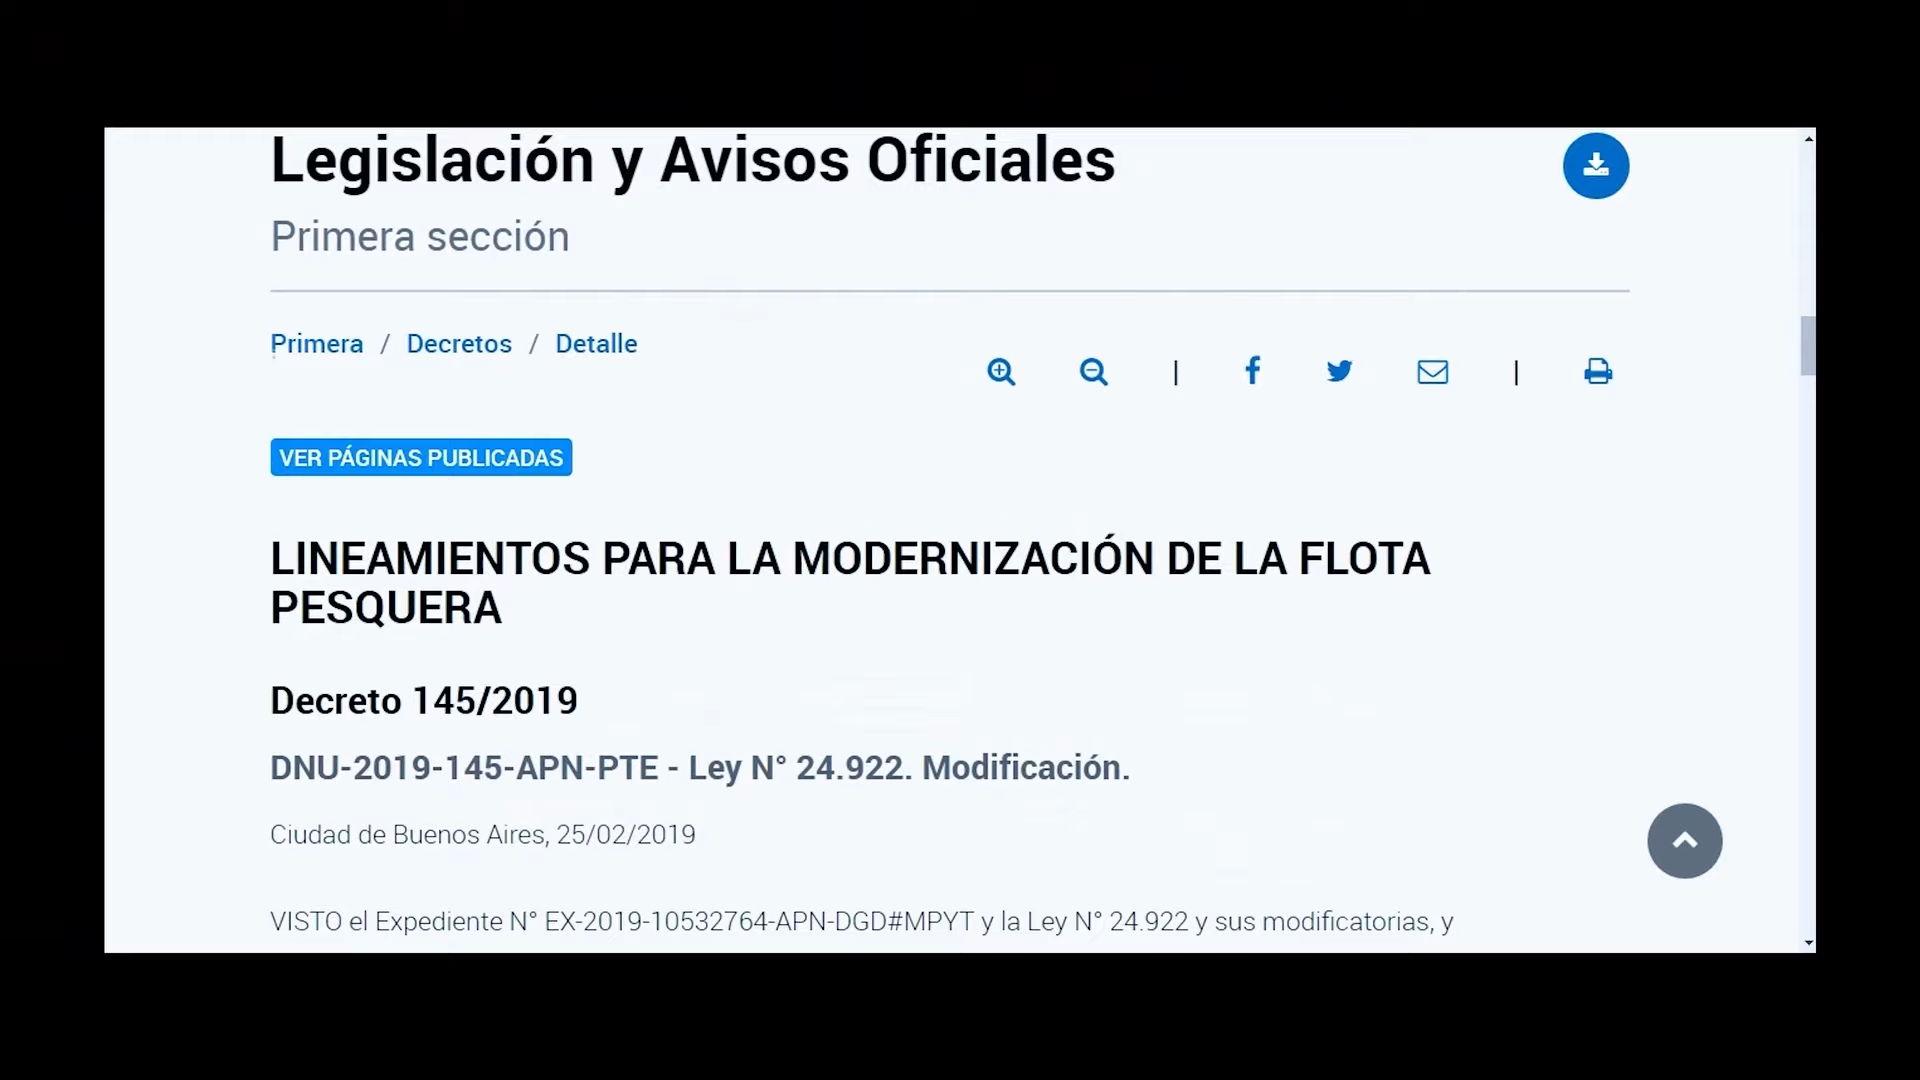 Legislación y Avisos Oficiales
Primera sección
Primera / Decretos / Detalle
VER PÁGINAS PUBLICADAS
LINEAMIENTOS PARA LA MODERNIZACIÓN DE LA FLOTA
PESQUERA
Decreto 145/2019
DNU-2019-145-APN-PTE - Ley N° 24.922. Modificación.
Ciudad de Buenos Aires, 25/02/2019
VISTO el Expediente N° EX-2019-10532764-APN-DGD#MPYT y la Ley N° 24.922 y sus modificatorias, y